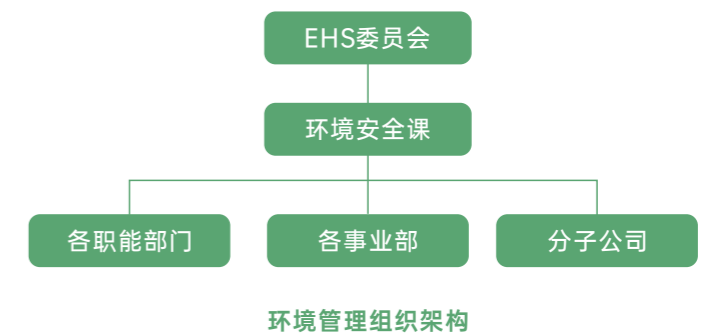 EHS委员会
环境安全课
各职能部门
各事业部
分子公司
环境管理组织架构